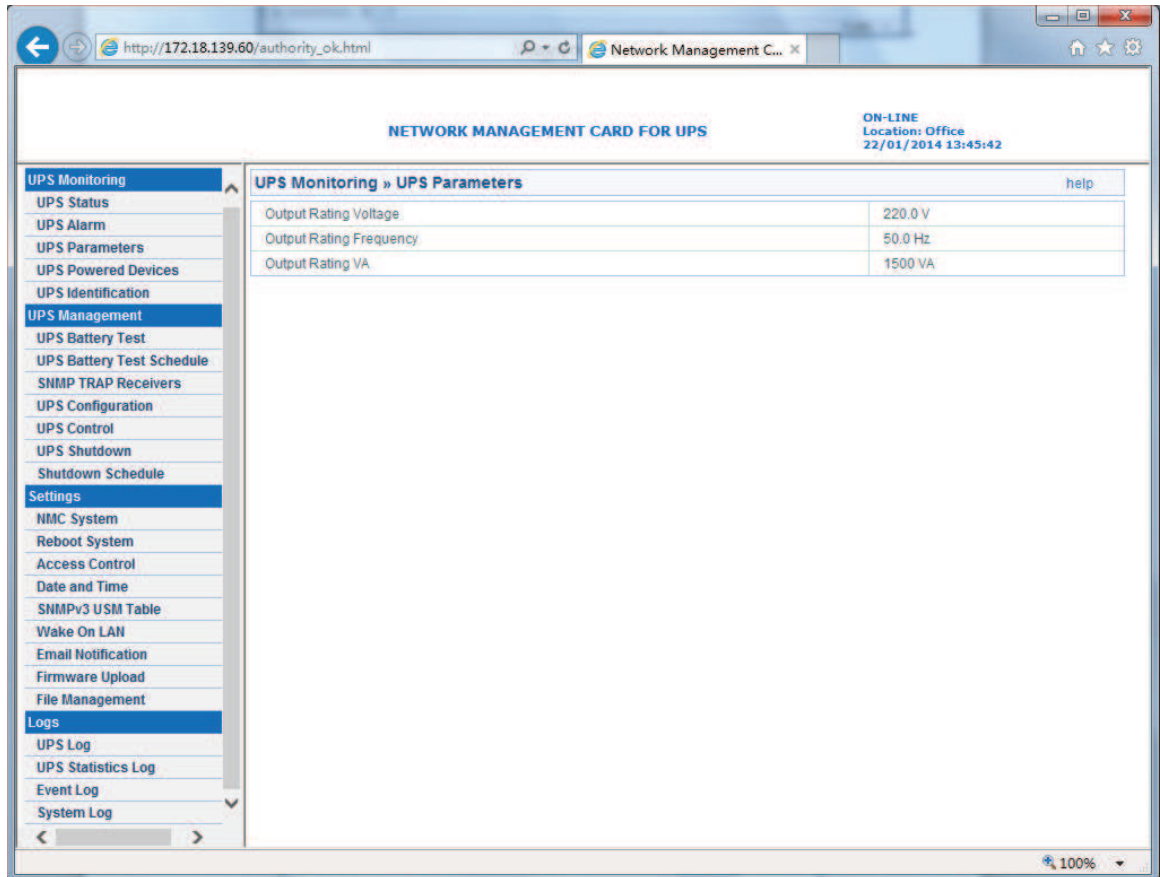 http://172.18.139.60/authority_ok.html
Network Management C...
NETWORK MANAGEMENT CARD FOR UPS
ON-LINE
Location: Office
22/01/2014 13:45:42
UPS Monitoring
UPS Status
UPS Alarm
UPS Parameters
UPS Powered Devices
UPS Identification
UPS Management
UPS Battery Test
UPS Battery Test Schedule
SNMP TRAP Receivers
UPS Configuration
UPS Control
UPS Shutdown
Shutdown Schedule
Settings
NMC System
Reboot System
Access Control
Date and Time
SNMPv3 USM Table
Wake On LAN
Email Notification
Firmware Upload
File Management
Logs
UPS Log
UPS Statistics Log
Event Log
System Log
UPS Monitoring » UPS Parameters help
Output Rating Voltage 220.0 V
Output Rating Frequency 50.0 Hz
Output Rating VA 1500 VA
100%